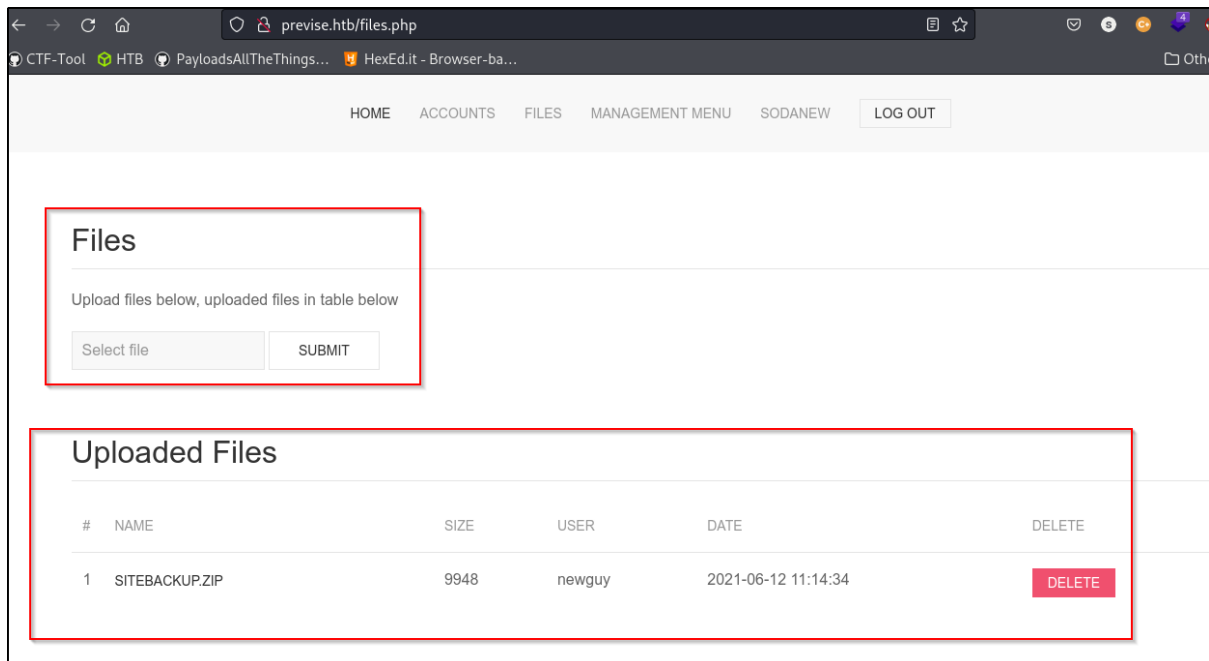 previse.htb/files.php
4
CTF-Tool HTB PayloadsAllTheThings... HexEd.it - Browser-ba...
HOME ACCOUNTS FILES MANAGEMENT MENU SODANEW LOG OUT
Files
Upload files below, uploaded files in table below
Select file SUBMIT
Uploaded Files
# NAME SIZE USER DATE DELETE
1 SITEBACKUP.ZIP 9948 newguy 2021-06-12 11:14:34 DELETE